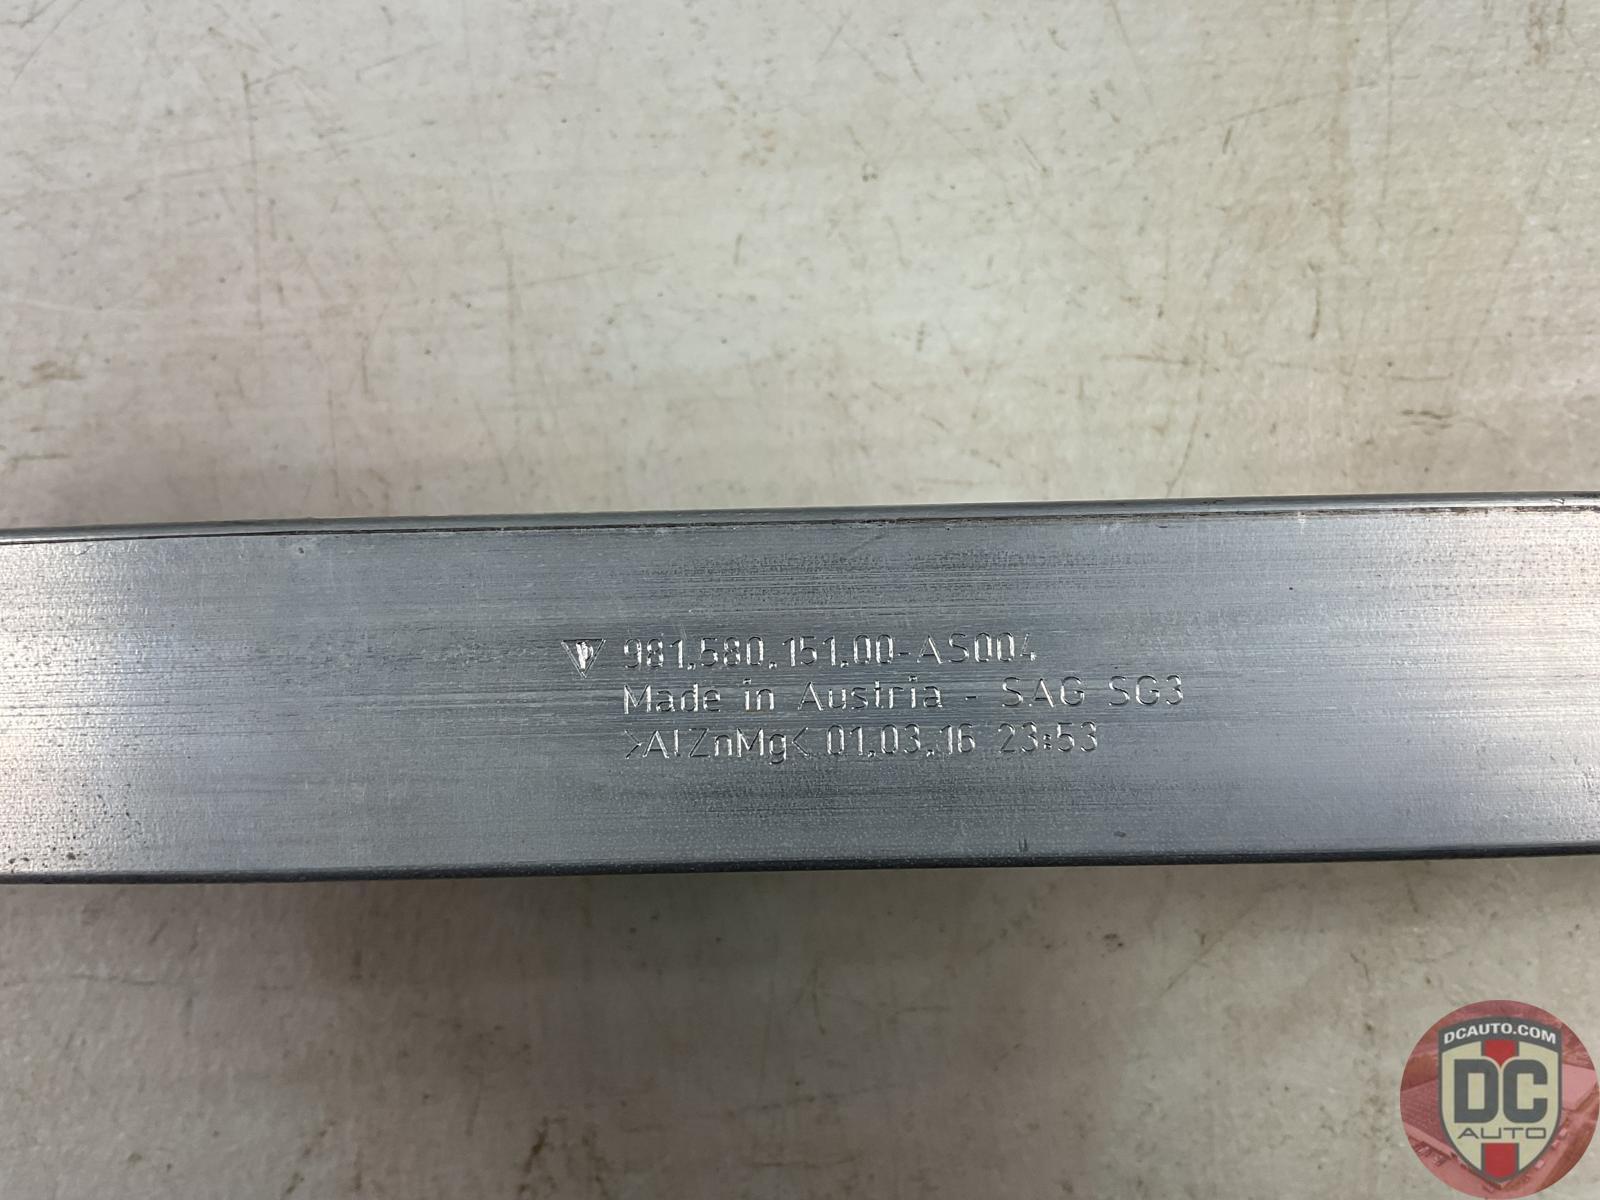 981.580.151.00-AS004
Made in Austria - SAG SG3
>AlZnMg< 01.03.16 23:53
DCAUTO.COM
DC
AUTO